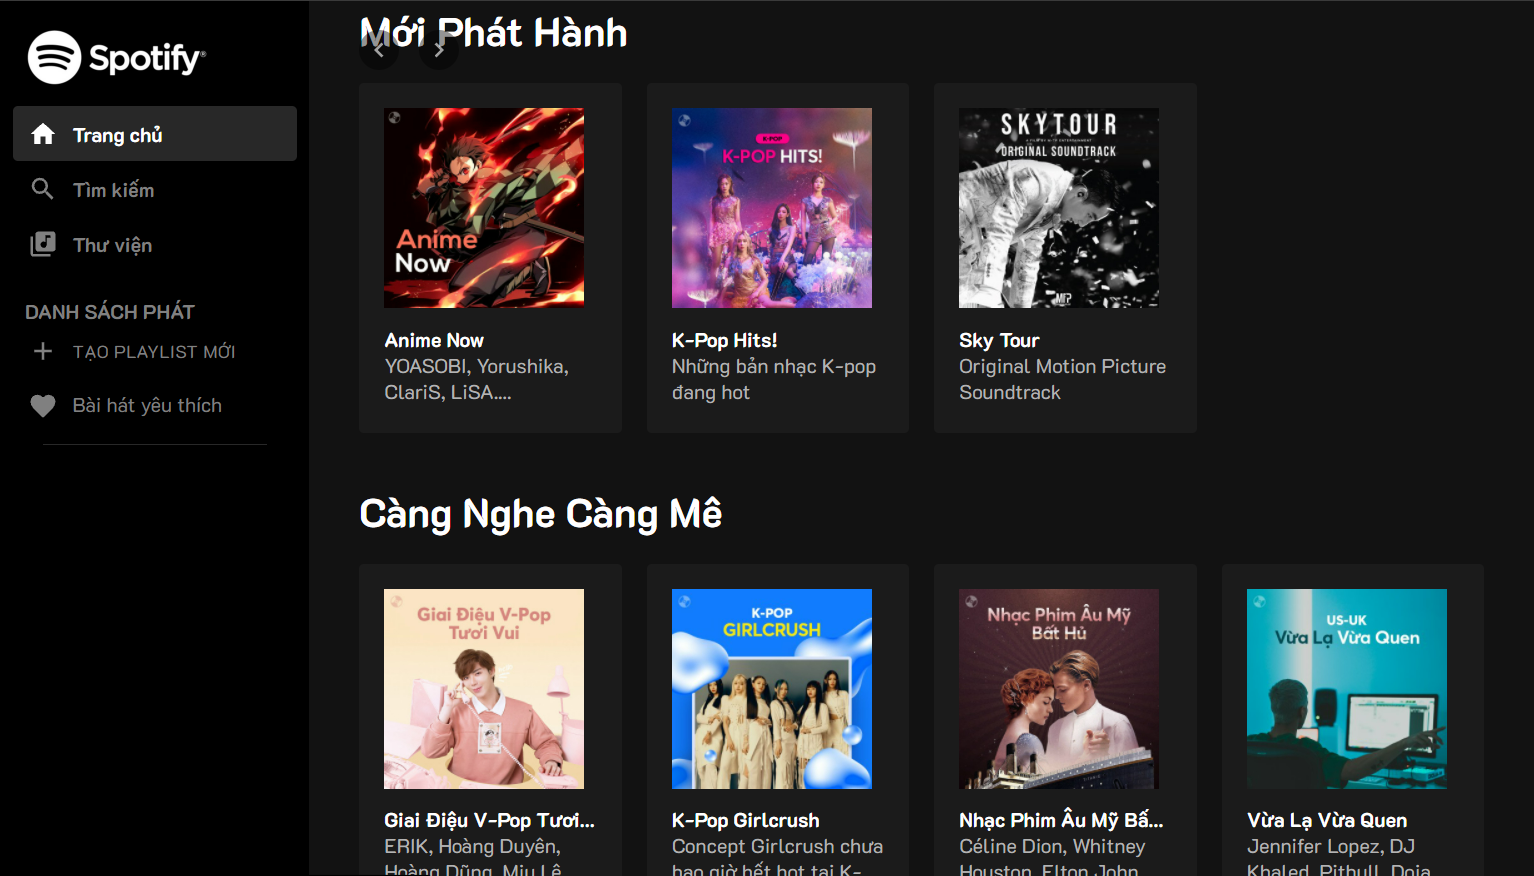 Spotify®
Trang chủ
Tìm kiếm
Thư viện
DANH SÁCH PHÁT
TẠO PLAYLIST MỚI
Bài hát yêu thích
Mới Phát Hành
Anime
Now
Anime Now
YOASOBI, Yorushika,
ClariS, LiSA....
K-POP
K-POP HITS!
K-Pop Hits!
Những bản nhạc K-pop
đang hot
SKYTOUR
ORIGINAL SOUNDTRACK
Sky Tour
Original Motion Picture
Soundtrack
Càng Nghe Càng Mê
Giai Điệu V-Pop
Tươi Vui
Giai Điệu V-Pop Tươi...
ERIK, Hoàng Duyên,
Hoàng Dũng, Miu Lê
K-POP
GIRLCRUSH
K-Pop Girlcrush
Concept Girlcrush chưa
bao giờ hết hot tại K-
Nhạc Phim Âu Mỹ
Bất Hủ
Nhạc Phim Âu Mỹ Bấ...
Céline Dion, Whitney
Houston, Elton John
US-UK
Vừa Lạ Vừa Quen
Vừa Lạ Vừa Quen
Jennifer Lopez, DJ
Khaled, Pitbull, Doja